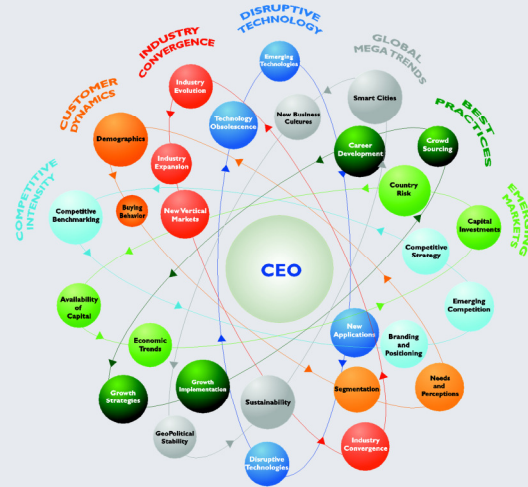 DISRUPTIVE
TECHNOLOGY
INDUSTRY
CONVERGENCE
GLOBAL
MEGA TRENDS
CUSTOMER
DYNAMICS
BEST
PRACTICES
COMPETITIVE
INTENSITY
EMERGING
MARKETS
Emerging
Technologies
Industry
Evolution
Smart Cities
Technology
Obsolescence
New Business
Cultures
Demographics
Career
Development
Crowd
Sourcing
Industry
Expansion
Country
Risk
Buying
Behavior
New Vertical
Markets
Competitive
Benchmarking
Capital
Investments
Competitive
Strategy
CEO
Availability
of
Capital
Emerging
Competition
Economic
Trends
New
Applications
Branding
and
Positioning
Growth
Strategies
Growth
Implementation
Sustainability
Segmentation
Needs
and
Perceptions
GeoPolitical
Stability
Industry
Convergence
Disruptive
Technologies